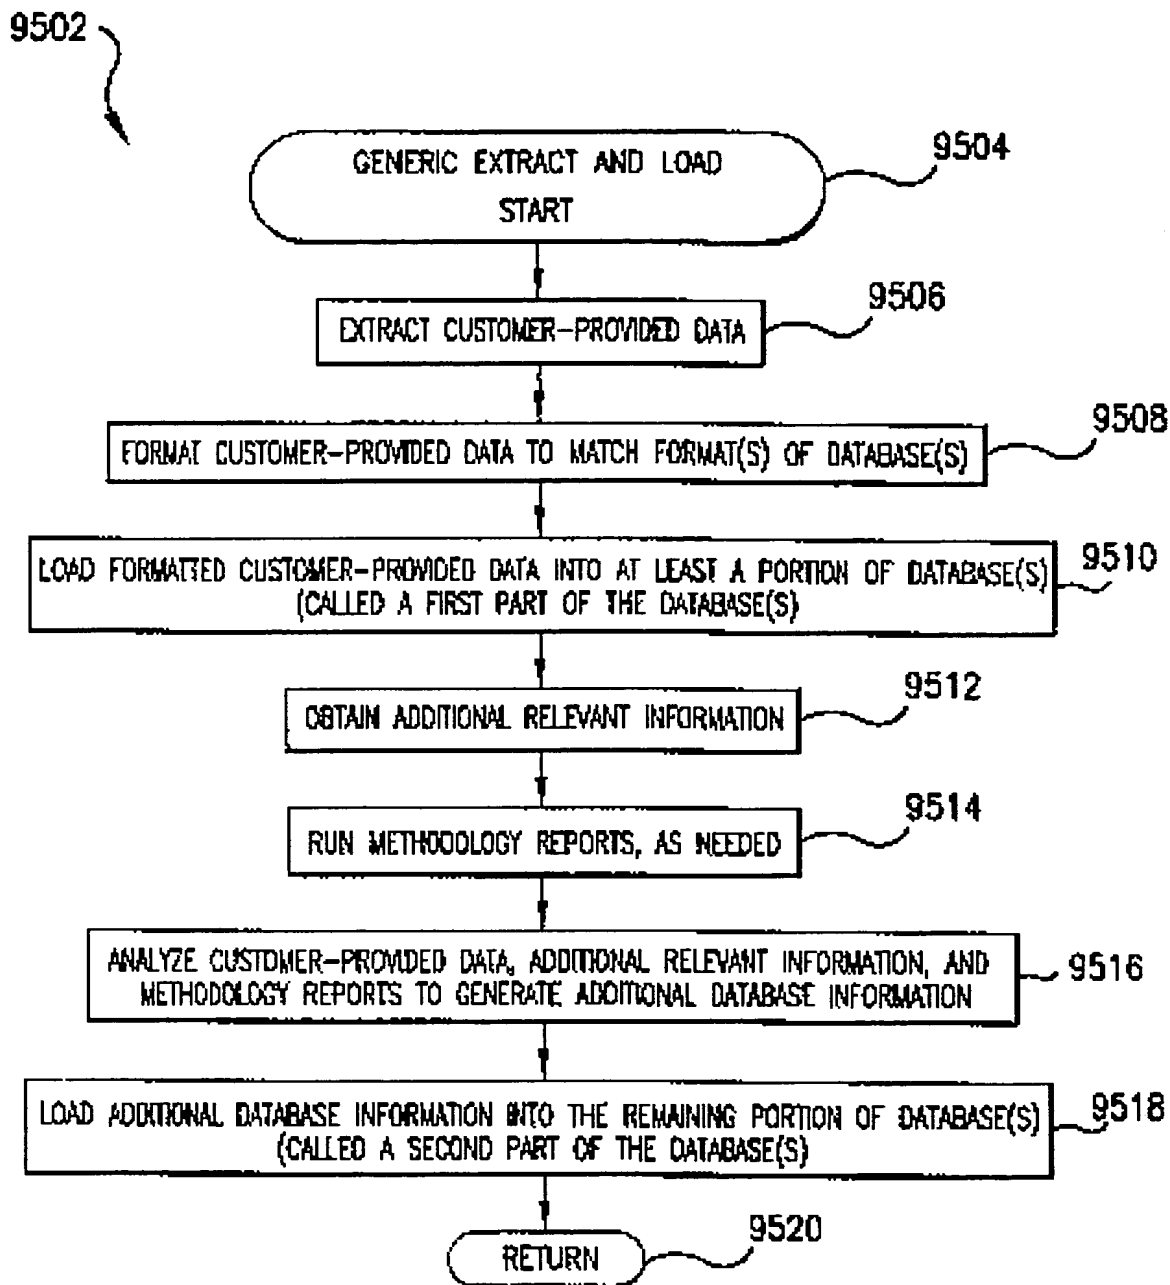 9502
GENERIC EXTRACT AND LOAD
START
9504
EXTRACT CUSTOMER-PROVIDED DATA
9506
FORMAT CUSTOMER-PROVIDED DATA TO MATCH FORMAT(S) OF DATABASE(S)
9508
LOAD FORMATTED CUSTOMER-PROVIDED DATA INTO AT LEAST A PORTION OF DATABASE(S)
(CALLED A FIRST PART OF THE DATABASE(S)
9510
OBTAIN ADDITIONAL RELEVANT INFORMATION
9512
RUN METHODOLOGY REPORTS, AS NEEDED
9514
ANALYZE CUSTOMER-PROVIDED DATA, ADDITIONAL RELEVANT INFORMATION, AND
METHODOLOGY REPORTS TO GENERATE ADDITIONAL DATABASE INFORMATION
9516
LOAD ADDITIONAL DATABASE INFORMATION INTO THE REMAINING PORTION OF DATABASE(S)
(CALLED A SECOND PART OF THE DATABASE(S)
9518
RETURN
9520